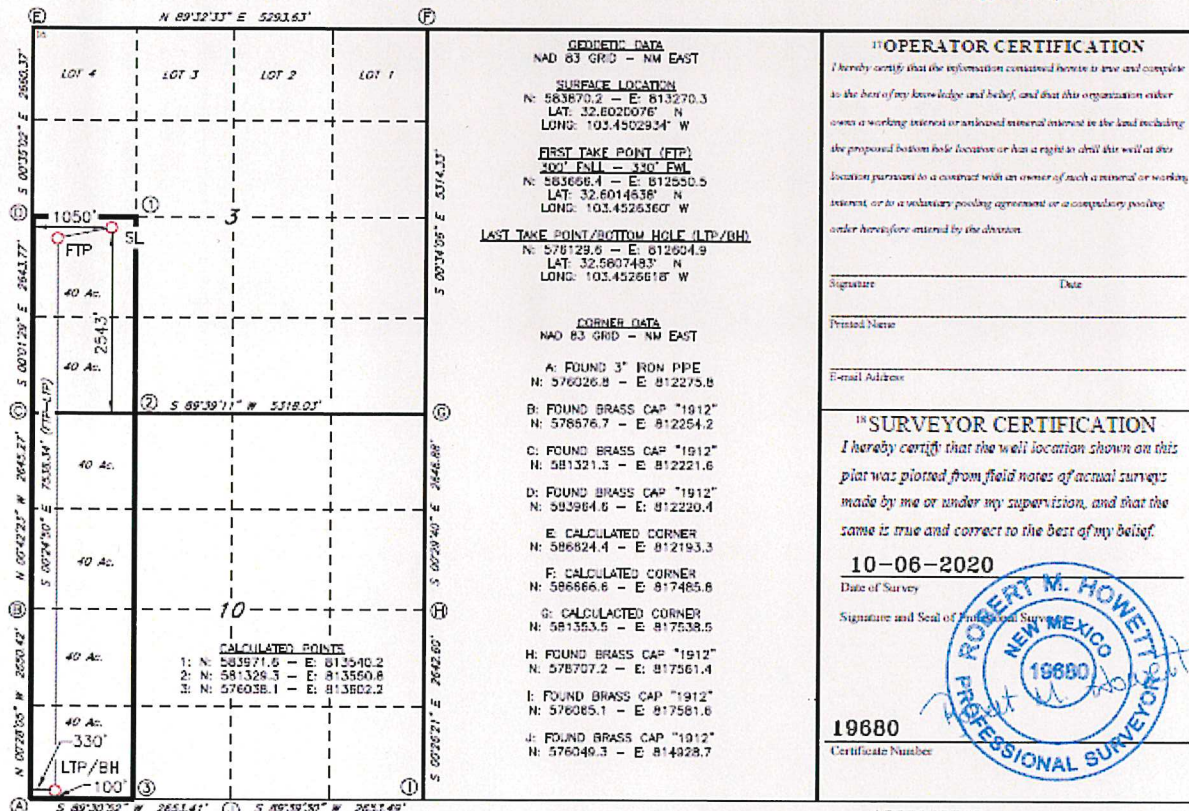 E
N 89°32'33" E 5293.63'
F
16
LOT 4
LOT 3
LOT 2
LOT 1
S 00°35'02" E 2660.37'
S 00°34'06" E 5314.33'
D
1050'
1
3
SL
FTP
40 Ac.
2543'
40 Ac.
S 00°01'29" E 2643.77'
C
2
S 89°39'11" W 5318.03'
G
40 Ac.
40 Ac.
N 00°42'23" W 2645.27'
S 00°24'50" E 7538.34' (FTP-LTP)
S 00°29'40" E 2646.88'
B
10
H
40 Ac.
CALCULATED POINTS
1: N: 583971.6 - E: 813540.2
2: N: 581329.3 - E: 813550.8
3: N: 576038.1 - E: 813602.2
40 Ac.
330'
LTP/BH
100'
N 00°28'05" W 2650.42'
S 00°26'21" E 2642.60'
A
3
I
S 89°30'52" W 2653.41'
J
S 89°39'30" W 2653.49'
GEODETIC DATA
NAD 83 GRID - NM EAST
SURFACE LOCATION
N: 583870.2 - E: 813270.3
LAT: 32.6020076° N
LONG: 103.4502934° W
FIRST TAKE POINT (FTP)
300' FNLL - 330' FWL
N: 583666.4 - E: 812550.5
LAT: 32.6014638° N
LONG: 103.4526360° W
LAST TAKE POINT/BOTTOM HOLE (LTP/BH)
N: 576129.6 - E: 812604.9
LAT: 32.5807483° N
LONG: 103.4526618° W
CORNER DATA
NAD 83 GRID - NM EAST
A: FOUND 3" IRON PIPE
N: 576026.8 - E: 812275.8
B: FOUND BRASS CAP "1912"
N: 578676.7 - E: 812254.2
C: FOUND BRASS CAP "1912"
N: 581321.3 - E: 812221.6
D: FOUND BRASS CAP "1912"
N: 583964.6 - E: 812220.4
E: CALCULATED CORNER
N: 586624.4 - E: 812193.3
F: CALCULATED CORNER
N: 586666.6 - E: 817485.8
G: CALCULACTED CORNER
N: 581353.5 - E: 817538.5
H: FOUND BRASS CAP "1912"
N: 578707.2 - E: 817561.4
I: FOUND BRASS CAP "1912"
N: 576065.1 - E: 817581.6
J: FOUND BRASS CAP "1912"
N: 576049.3 - E: 814928.7
17 OPERATOR CERTIFICATION
I hereby certify that the information contained herein is true and complete
to the best of my knowledge and belief, and that this organization either
owns a working interest or unleased mineral interest in the land including
the proposed bottom hole location or has a right to drill this well at this
location pursuant to a contract with an owner of such a mineral or working
interest, or to a voluntary pooling agreement or a compulsory pooling
order heretofore entered by the division.
Signature Date
Printed Name
E-mail Address
18 SURVEYOR CERTIFICATION
I hereby certify that the well location shown on this
plat was plotted from field notes of actual surveys
made by me or under my supervision, and that the
same is true and correct to the best of my belief.
10-06-2020
Date of Survey
Signature and Seal of Professional Surveyor
ROBERT M. HOWETT
NEW MEXICO
19680
PROFESSIONAL SURVEYOR
Robert M. Howett
19680
Certificate Number